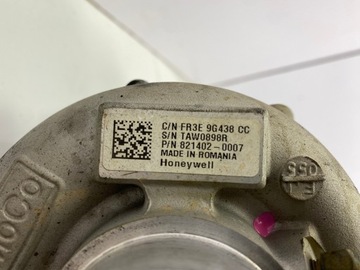 C/N FR3E 9G438 CC
S/N TAW0898R
P/N 821402-0007
MADE IN ROMANIA
Honeywell